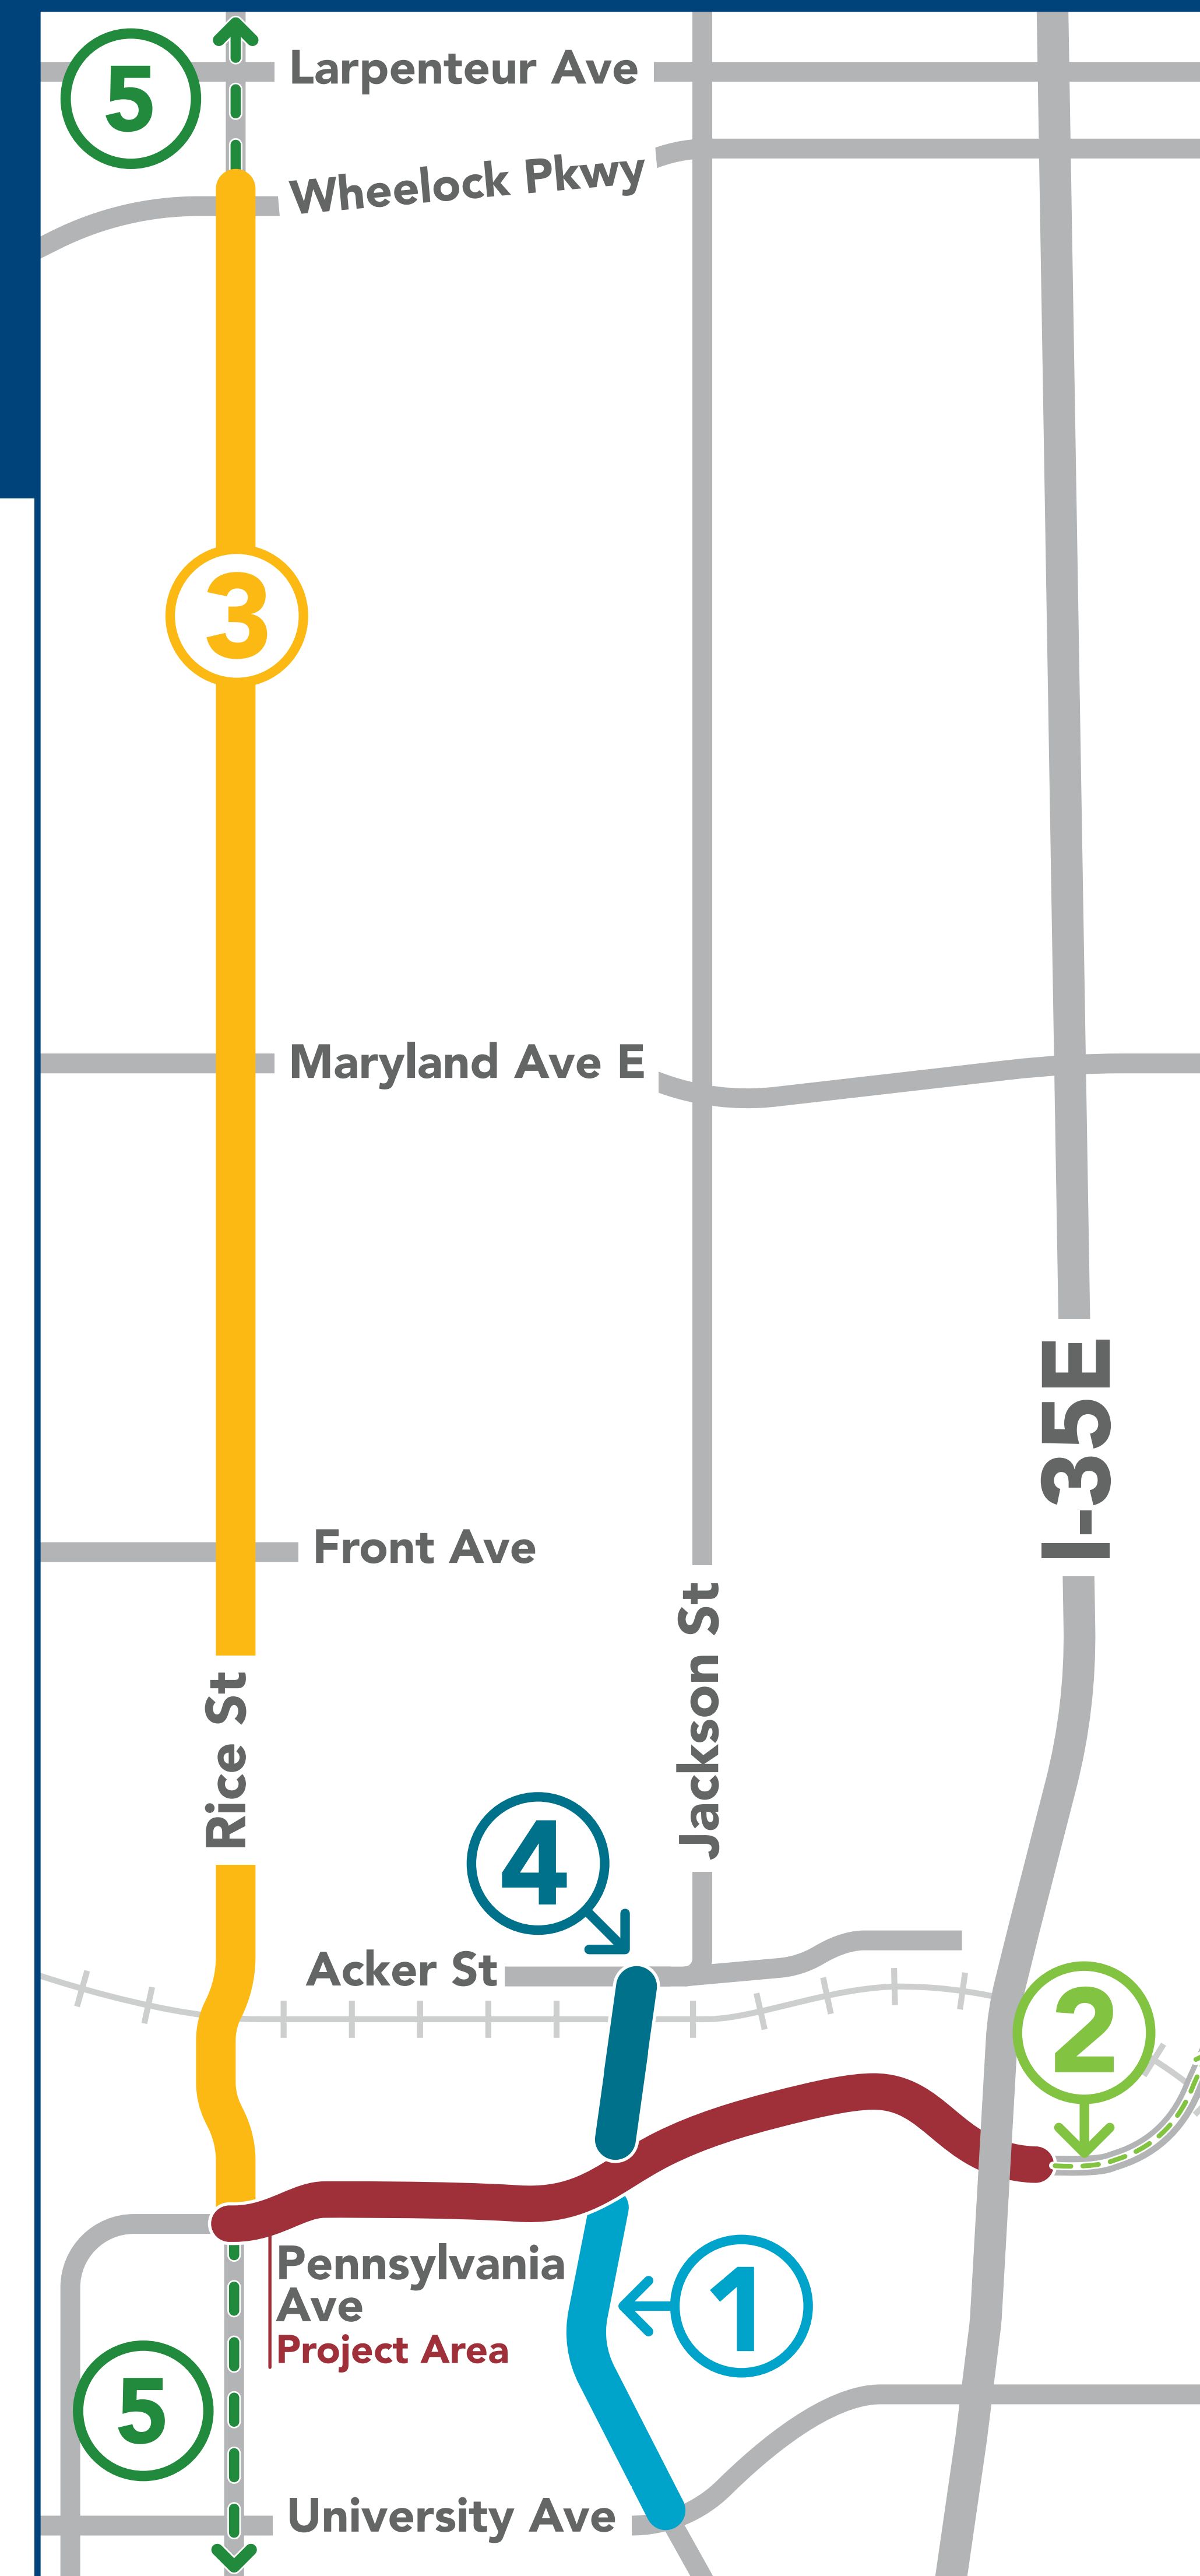 5
Larpenteur Ave
Wheelock Pkwy
3
Maryland Ave E
I-35E
Front Ave
Jackson St
Rice St
4
Acker St
2
Pennsylvania
Ave
Project Area
1
5
University Ave